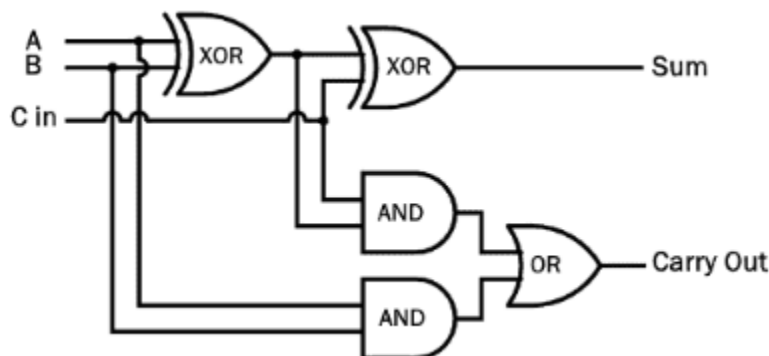 A
B
C in
XOR
XOR
Sum
AND
AND
OR
Carry Out